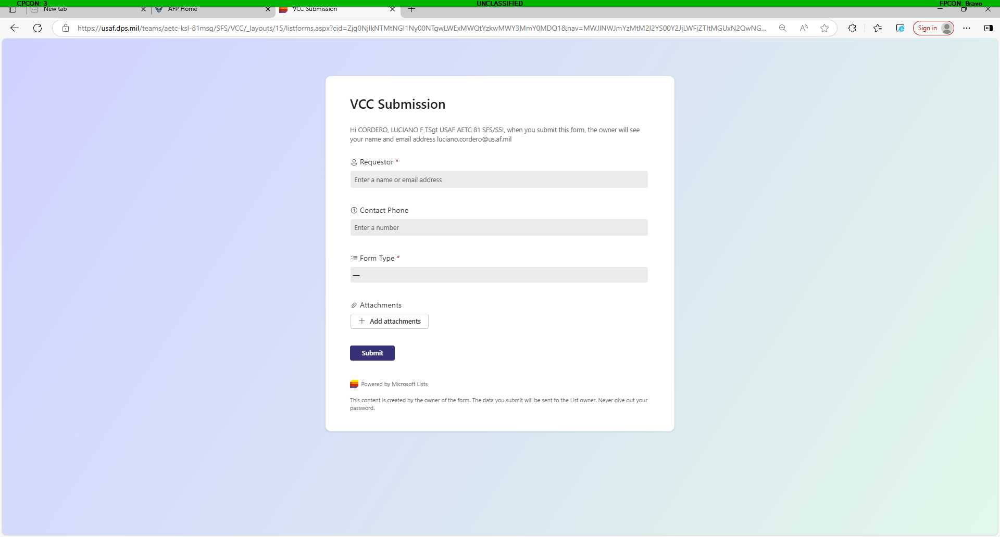 CPCON: 3
UNCLASSIFIED
FPCON: Bravo
New tab
AFP Home
VCC Submission
https://usaf.dps.mil/teams/aetc-ksl-81msg/SFS/VCC/_layouts/15/listforms.aspx?cid=Zjg0NjlkNTMtNGI1Ny00NTgwLWExMWQtYzkwMWY3MmY0MDQ1&nav=MWJlNWJmYzMtM2I2YS00Y2JjLWFjZTItMGUxN2QwNG...
Sign in
VCC Submission
Hi CORDERO, LUCIANO F TSgt USAF AETC 81 SFS/S5I, when you submit this form, the owner will see
your name and email address luciano.cordero@us.af.mil
Requestor *
Enter a name or email address
Contact Phone
Enter a number
Form Type *
—
Attachments
Add attachments
Submit
Powered by Microsoft Lists
This content is created by the owner of the form. The data you submit will be sent to the List owner. Never give out your
password.